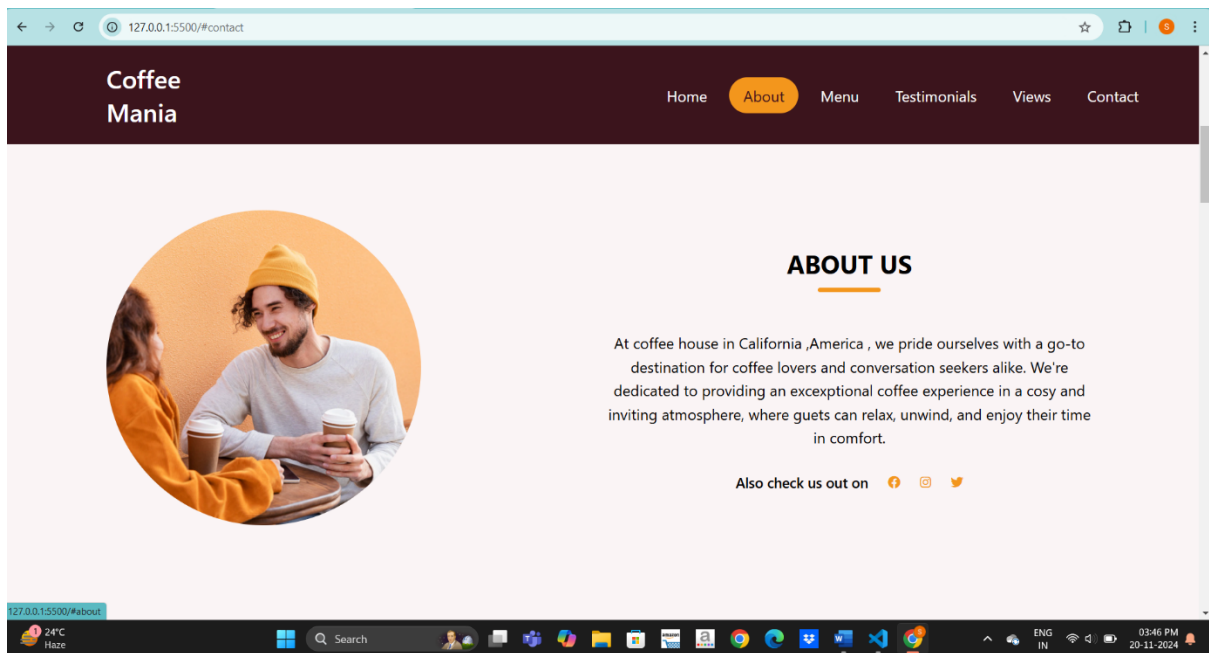 127.0.0.1:5500/#contact
S
Coffee
Mania
Home About Menu Testimonials Views Contact
ABOUT US
At coffee house in California ,America , we pride ourselves with a go-to
destination for coffee lovers and conversation seekers alike. We're
dedicated to providing an excexptional coffee experience in a cosy and
inviting atmosphere, where guets can relax, unwind, and enjoy their time
in comfort.
Also check us out on
127.0.0.1:5500/#about
1
24°C
Haze
Search
amazon
a
W
ENG
IN
03:46 PM
20-11-2024